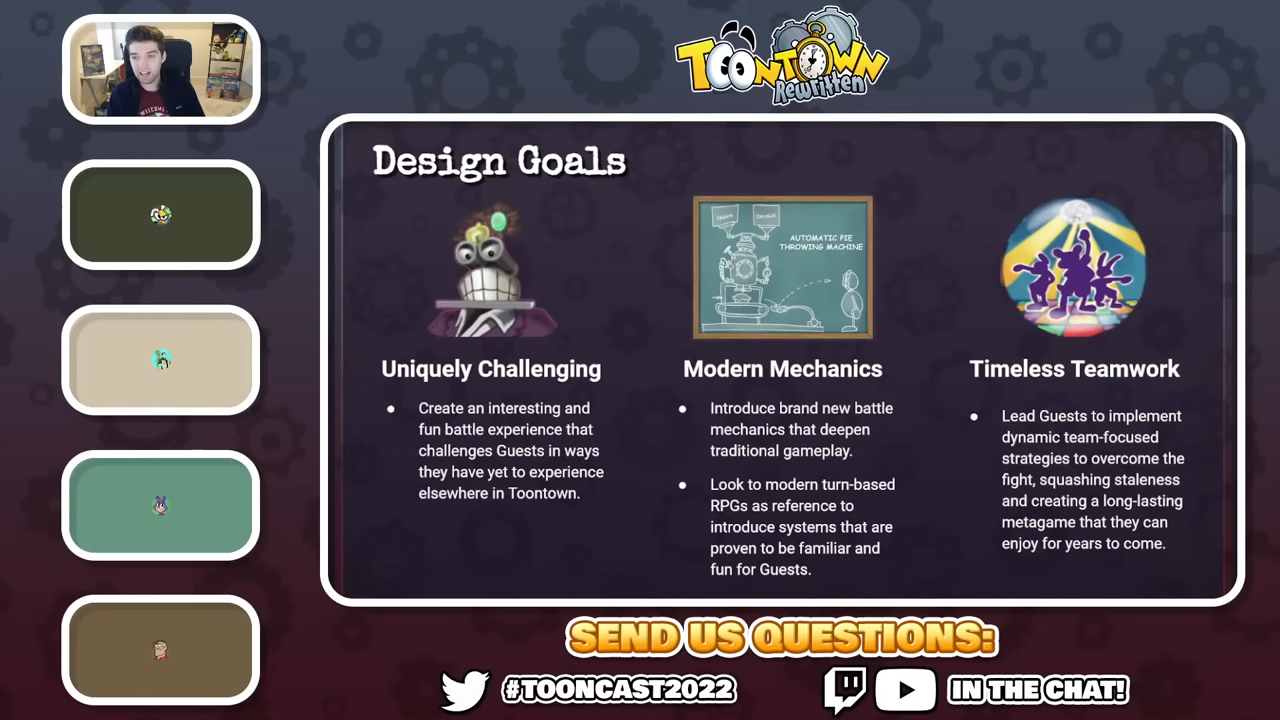 TOONTOWN
Rewritten
Design Goals
AUTOMATIC PIE
THROWING MACHINE
Uniquely Challenging
Create an interesting and
fun battle experience that
challenges Guests in ways
they have yet to experience
elsewhere in Toontown.
Modern Mechanics
Introduce brand new battle
mechanics that deepen
traditional gameplay.
Look to modern turn-based
RPGs as reference to
introduce systems that are
proven to be familiar and
fun for Guests.
Timeless Teamwork
Lead Guests to implement
dynamic team-focused
strategies to overcome the
fight, squashing staleness
and creating a long-lasting
metagame that they can
enjoy for years to come.
SEND US QUESTIONS:
#TOONCAST2022
IN THE CHAT!